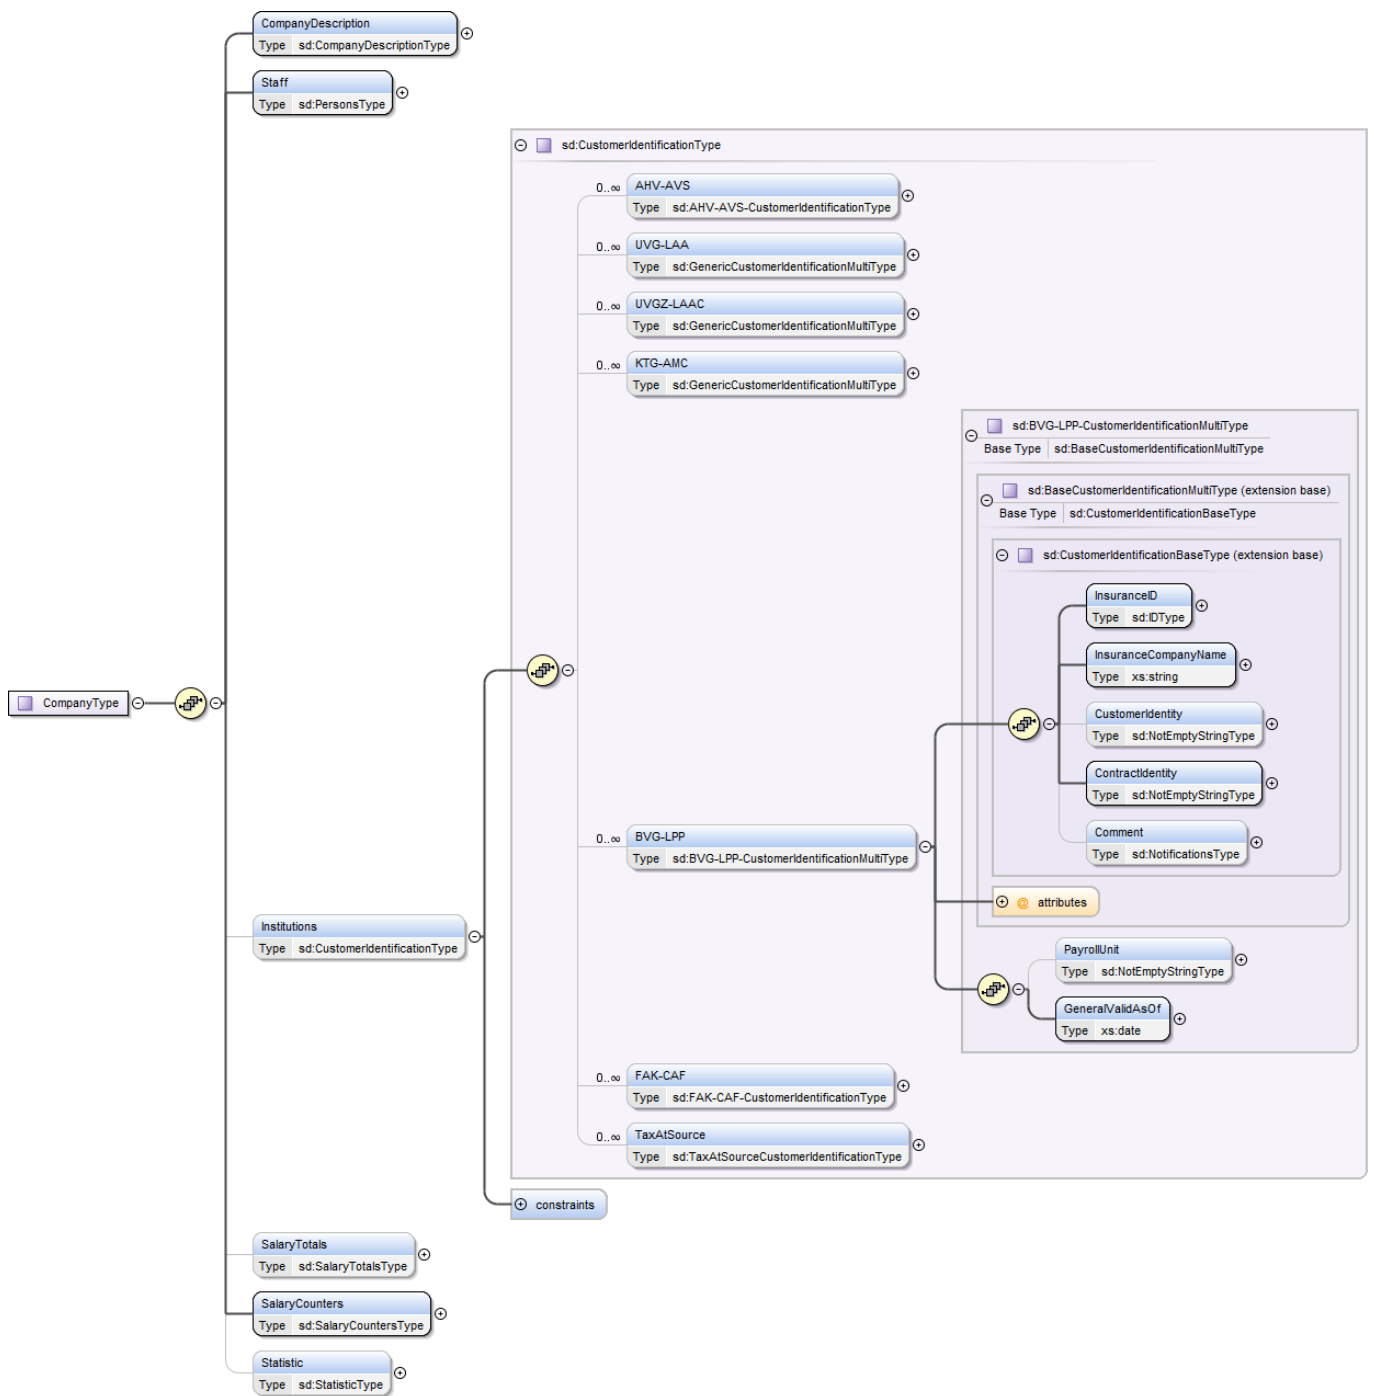 CompanyDescription
Type sd:CompanyDescriptionType
Staff
Type sd:PersonsType
sd:CustomerIdentificationType
0..∞ AHV-AVS
Type sd:AHV-AVS-CustomerIdentificationType
0..∞ UVG-LAA
Type sd:GenericCustomerIdentificationMultiType
0..∞ UVGZ-LAAC
Type sd:GenericCustomerIdentificationMultiType
0..∞ KTG-AMC
Type sd:GenericCustomerIdentificationMultiType
sd:BVG-LPP-CustomerIdentificationMultiType
Base Type sd:BaseCustomerIdentificationMultiType
sd:BaseCustomerIdentificationMultiType (extension base)
Base Type sd:CustomerIdentificationBaseType
sd:CustomerIdentificationBaseType (extension base)
InsuranceID
Type sd:IDType
InsuranceCompanyName
Type xs:string
CompanyType
CustomerIdentity
Type sd:NotEmptyStringType
ContractIdentity
Type sd:NotEmptyStringType
Comment
Type sd:NotificationsType
0..∞ BVG-LPP
Type sd:BVG-LPP-CustomerIdentificationMultiType
@ attributes
Institutions
Type sd:CustomerIdentificationType
PayrollUnit
Type sd:NotEmptyStringType
GeneralValidAsOf
Type xs:date
0..∞ FAK-CAF
Type sd:FAK-CAF-CustomerIdentificationType
0..∞ TaxAtSource
Type sd:TaxAtSourceCustomerIdentificationType
constraints
SalaryTotals
Type sd:SalaryTotalsType
SalaryCounters
Type sd:SalaryCountersType
Statistic
Type sd:StatisticType